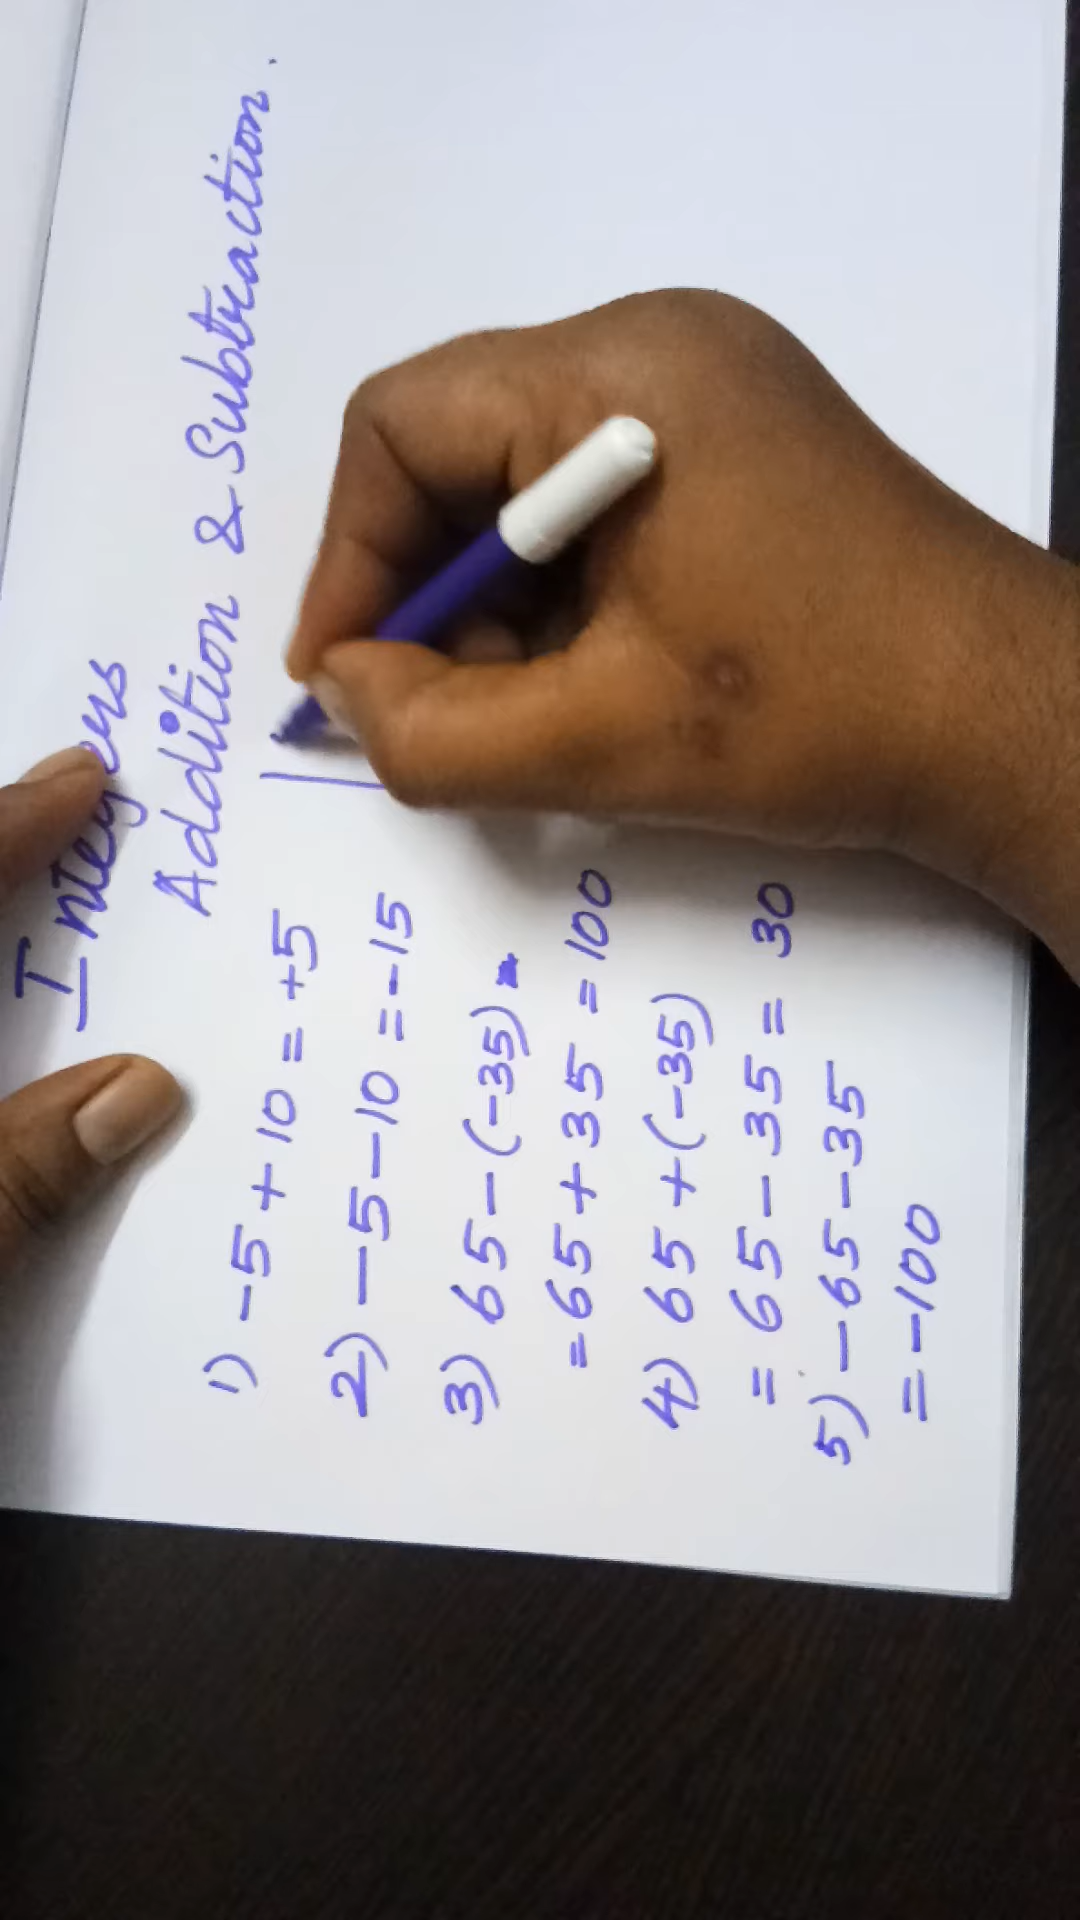 Integers
Addition & Subtraction.
1) -5 + 10 = +5
2) -5-10 = -15
3) 65-(-35)
= 65 + 35 = 100
4) 65 +(-35)
= 65 - 35 = 30
5) -65-35
= -100